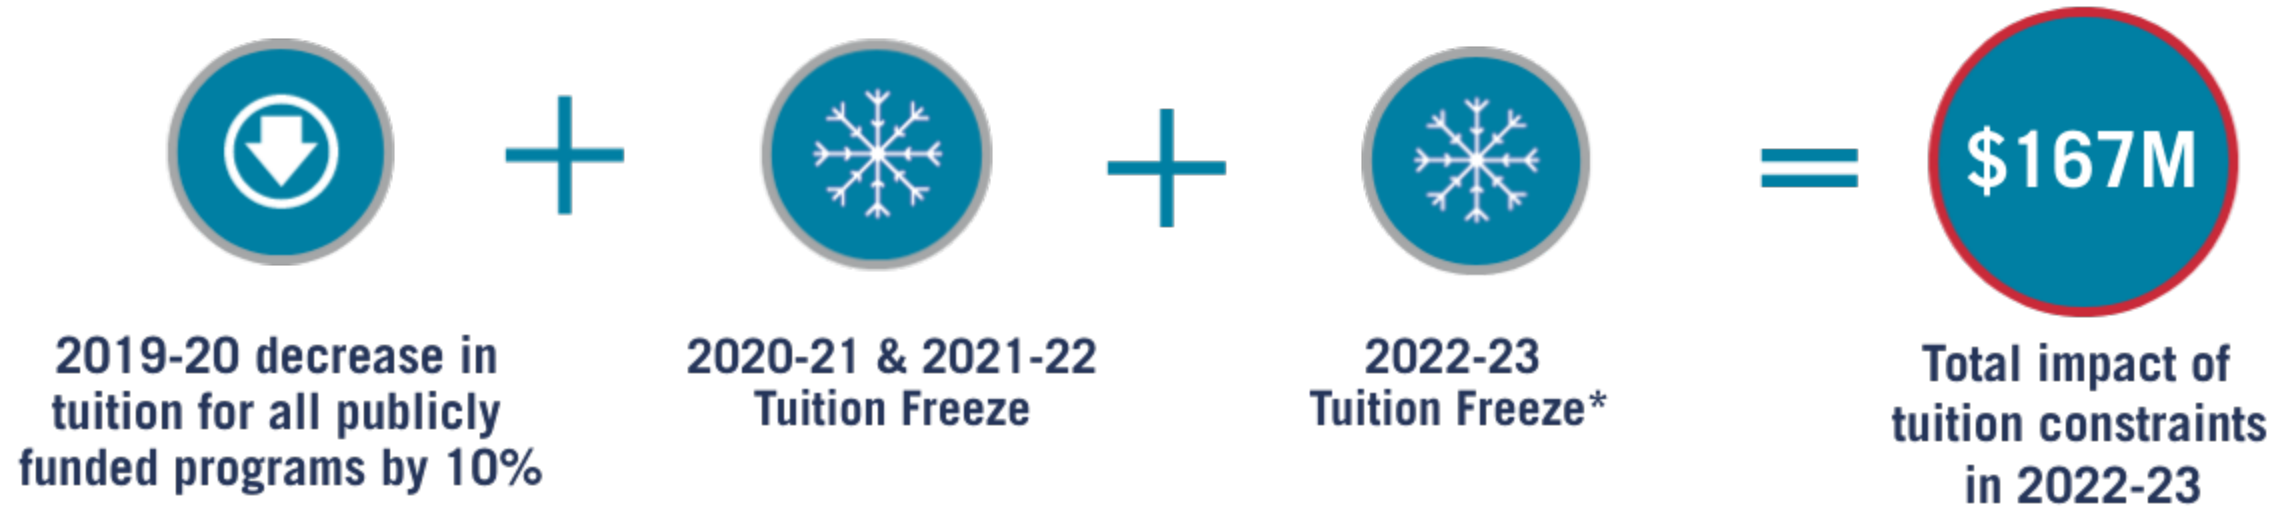 $167M
2019-20 decrease in
tuition for all publicly
funded programs by 10%
2020-21 & 2021-22
Tuition Freeze
2022-23
Tuition Freeze*
Total impact of
tuition constraints
in 2022-23